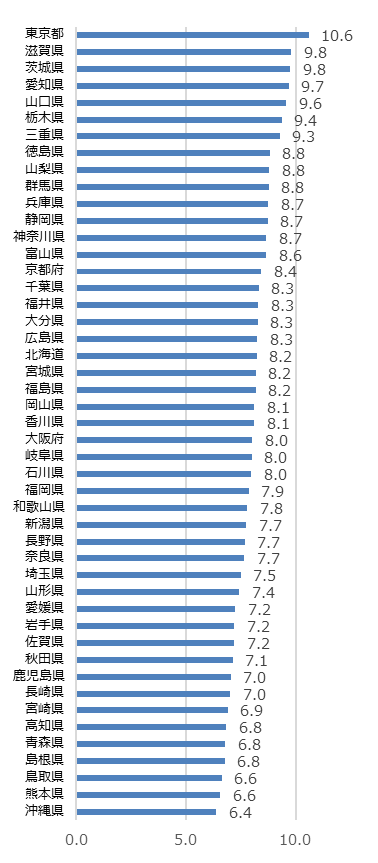 東京都 10.6
滋賀県 9.8
茨城県 9.8
愛知県 9.7
山口県 9.6
栃木県 9.4
三重県 9.3
徳島県 8.8
山梨県 8.8
群馬県 8.8
兵庫県 8.7
静岡県 8.7
神奈川県 8.7
富山県 8.6
京都府 8.4
千葉県 8.3
福井県 8.3
大分県 8.3
広島県 8.3
北海道 8.2
宮城県 8.2
福島県 8.2
岡山県 8.1
香川県 8.1
大阪府 8.0
岐阜県 8.0
石川県 8.0
福岡県 7.9
和歌山県 7.8
新潟県 7.7
長野県 7.7
奈良県 7.7
埼玉県 7.5
山形県 7.4
愛媛県 7.2
岩手県 7.2
佐賀県 7.2
秋田県 7.1
鹿児島県 7.0
長崎県 7.0
宮崎県 6.9
高知県 6.8
青森県 6.8
島根県 6.8
鳥取県 6.6
熊本県 6.6
沖縄県 6.4
0.0 5.0 10.0